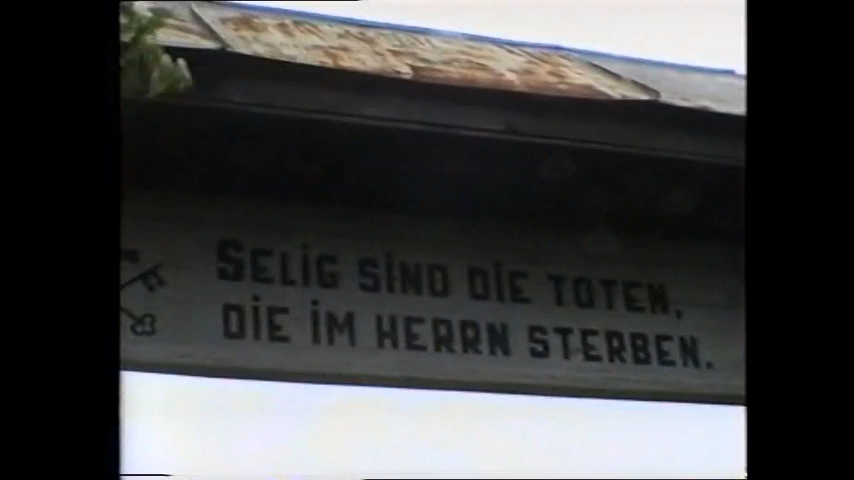 SELIG SIND DIE TOTEN,
DIE IM HERRN STERBEN.